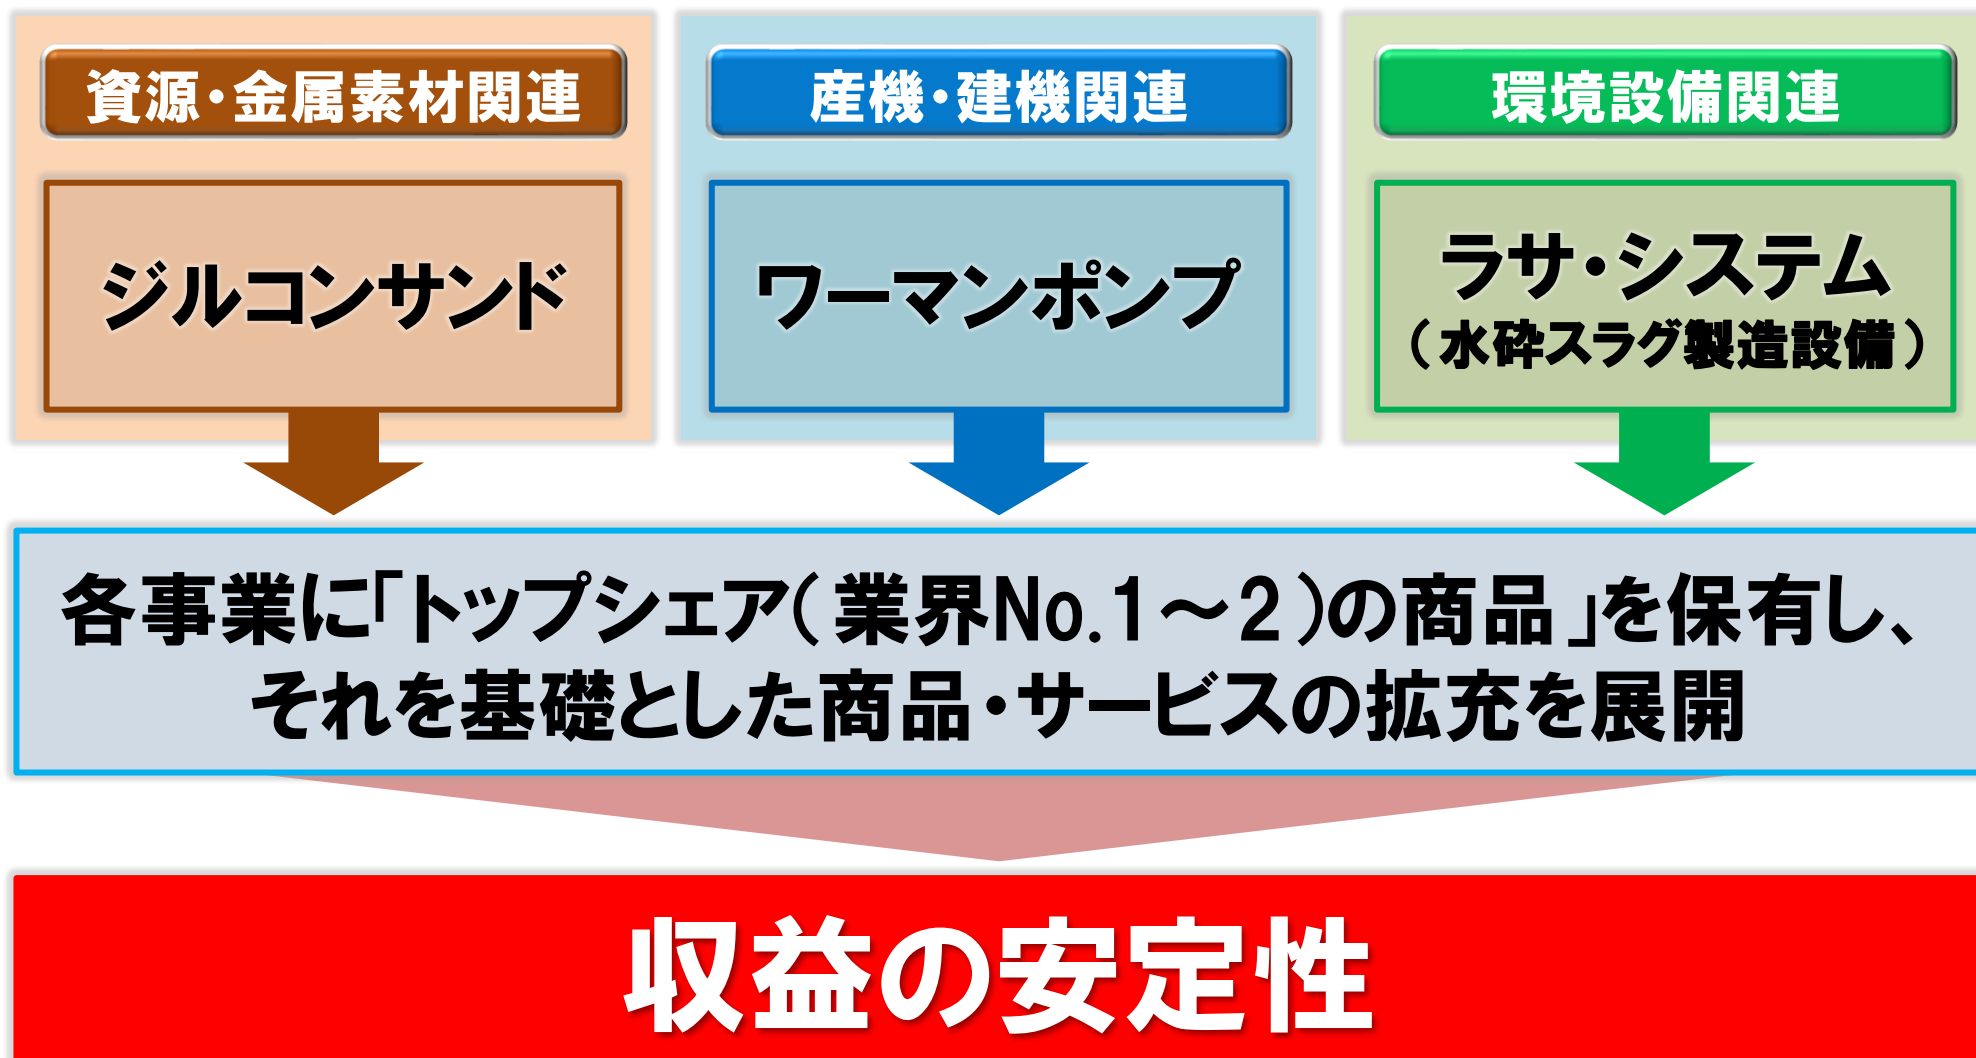 資源・金属素材関連
産機・建機関連
環境設備関連
ジルコンサンド
ワーマンポンプ
ラサ・システム
（水砕スラグ製造設備）
各事業に「トップシェア（業界No.1～2）の商品」を保有し、
それを基礎とした商品・サービスの拡充を展開
収益の安定性